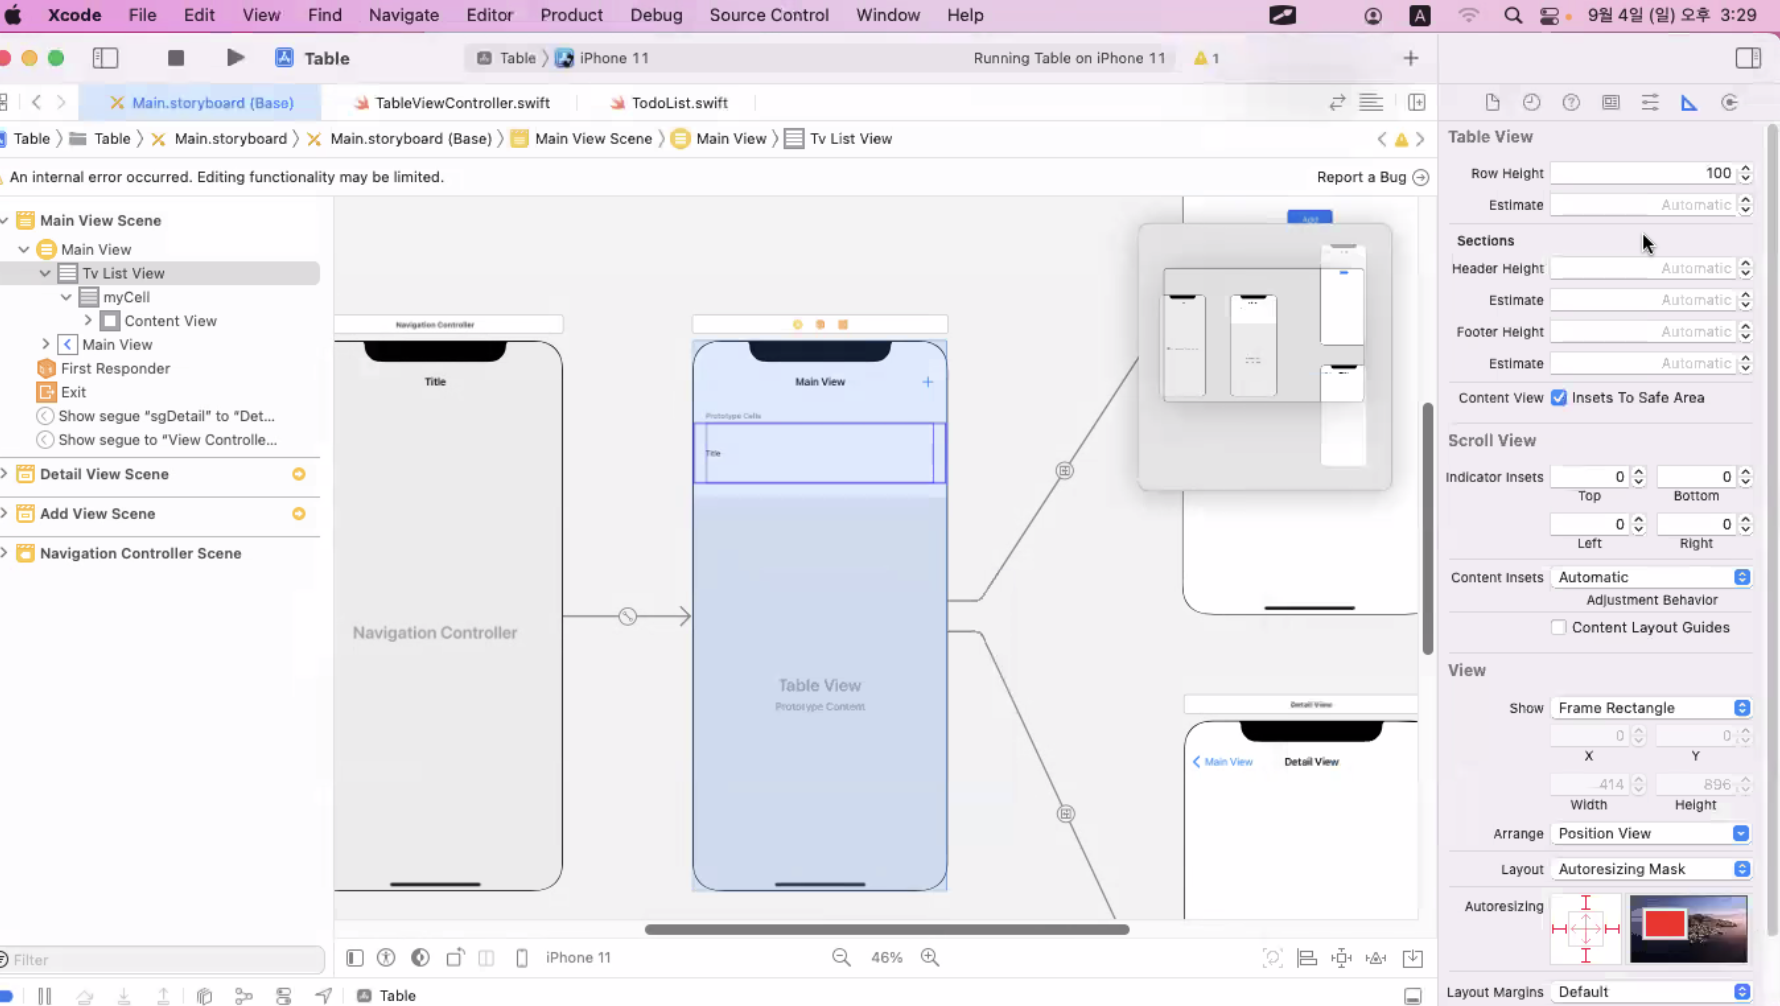 Xcode File Edit View Find Navigate Editor Product Debug Source Control Window Help A 9월 4일 (일) 오후 3:29
Table Table 〉 iPhone 11 Running Table on iPhone 11 1
Main.storyboard (Base) TableViewController.swift TodoList.swift
Table 〉 Table 〉 Main.storyboard 〉 Main.storyboard (Base) 〉 Main View Scene 〉 Main View 〉 Tv List View
An internal error occurred. Editing functionality may be limited. Report a Bug
Main View Scene
Main View
Tv List View
myCell
Content View
Main View
First Responder
Exit
Show segue “sgDetail” to “Det...
Show segue to “View Controlle...
Detail View Scene
Add View Scene
Navigation Controller Scene
Filter
Navigation Controller
Title
Navigation Controller
Main View
Prototype Cells
Title
Table View
Prototype Content
Add
Detail View
Main View Detail View
iPhone 11 46%
Table
Table View
Row Height 100
Estimate Automatic
Sections
Header Height Automatic
Estimate Automatic
Footer Height Automatic
Estimate Automatic
Content View Insets To Safe Area
Scroll View
Indicator Insets 0 0
Top Bottom
0 0
Left Right
Content Insets Automatic
Adjustment Behavior
Content Layout Guides
View
Show Frame Rectangle
0 0
X Y
414 896
Width Height
Arrange Position View
Layout Autoresizing Mask
Autoresizing
Layout Margins Default